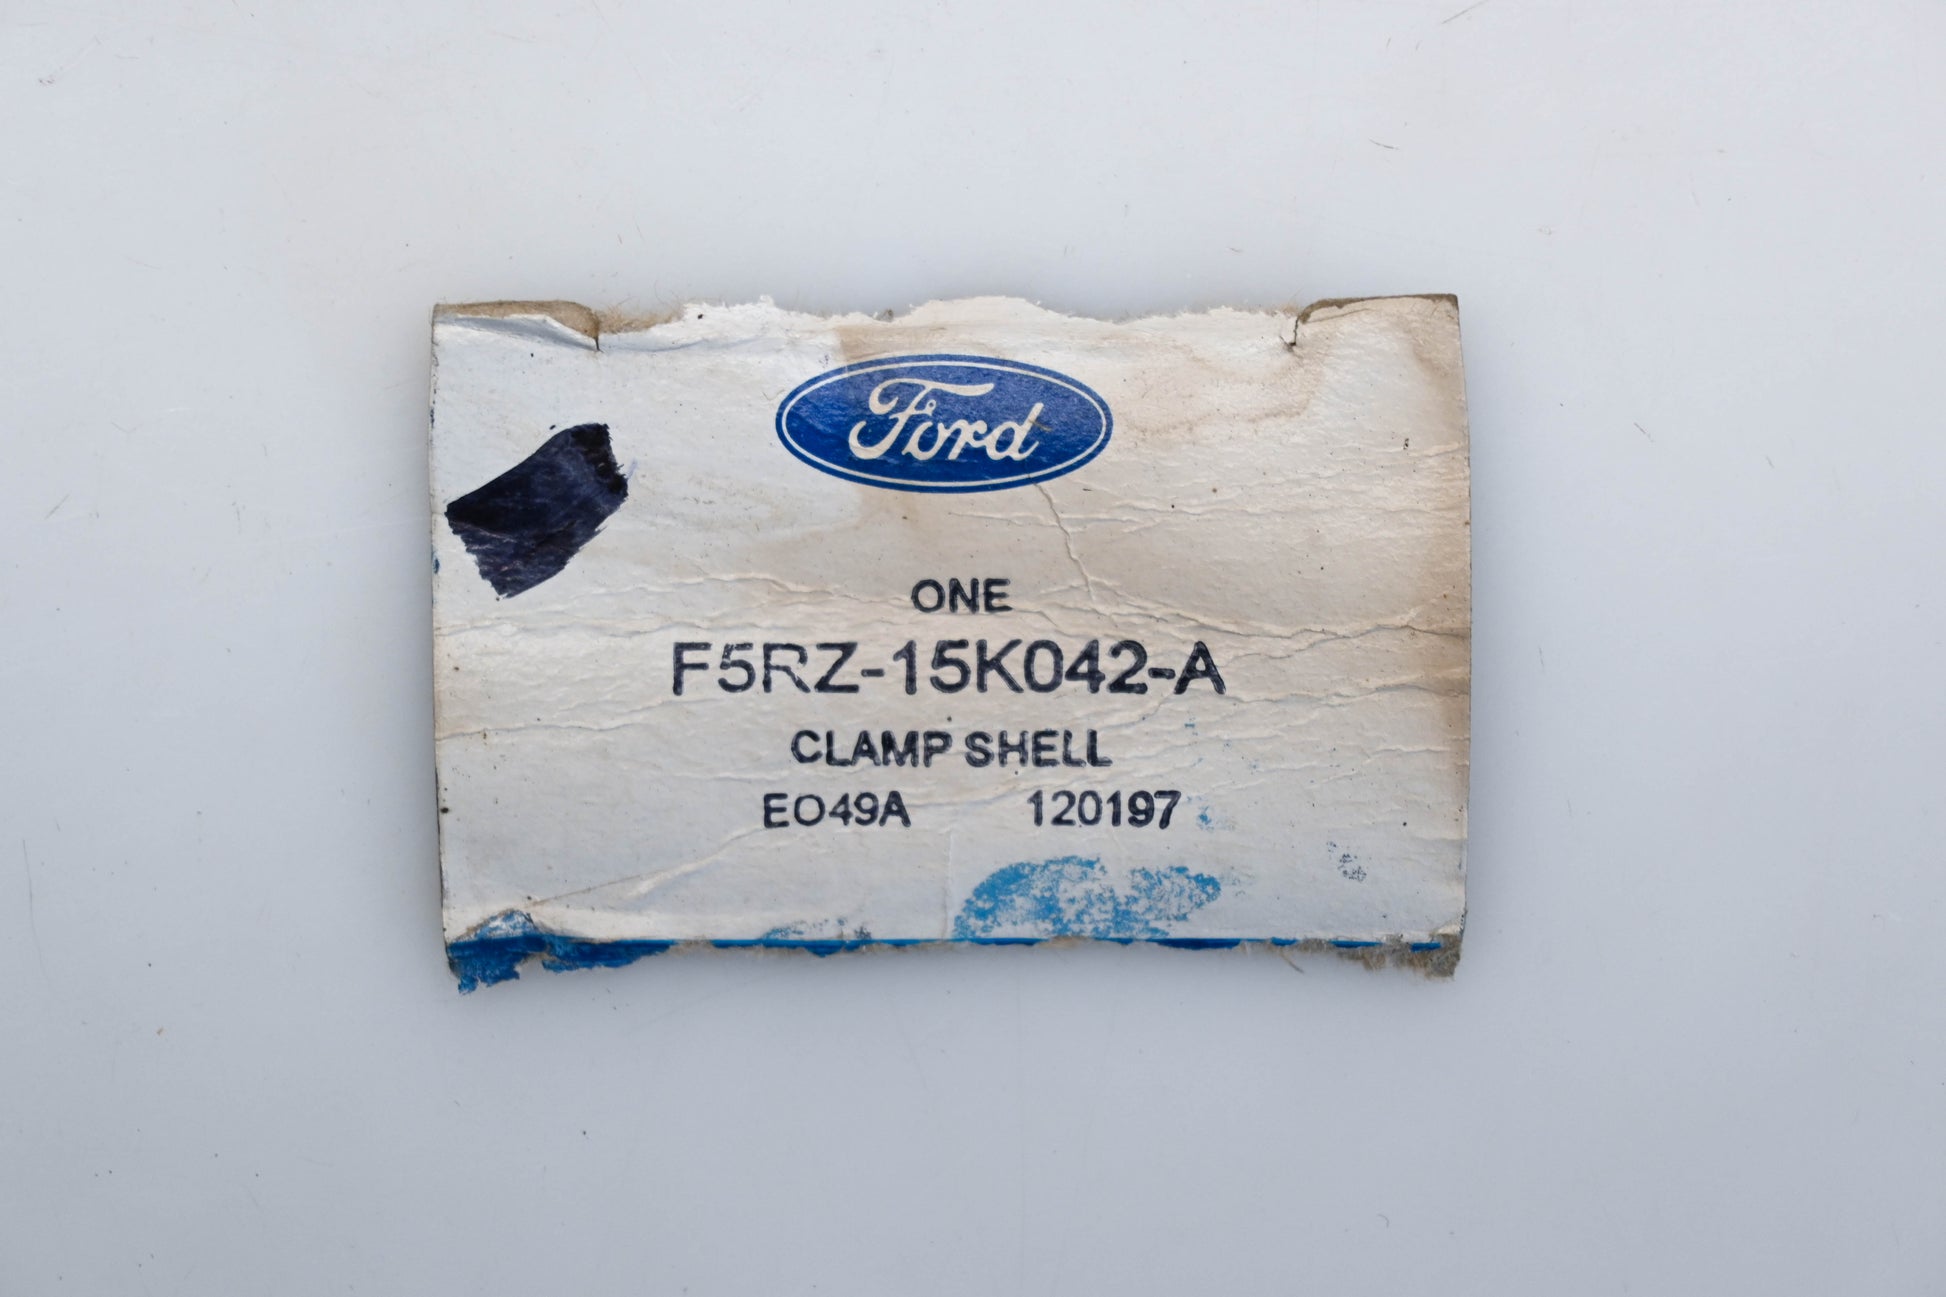 Ford
ONE
F5RZ-15K042-A
CLAMP SHELL
EO49A 120197